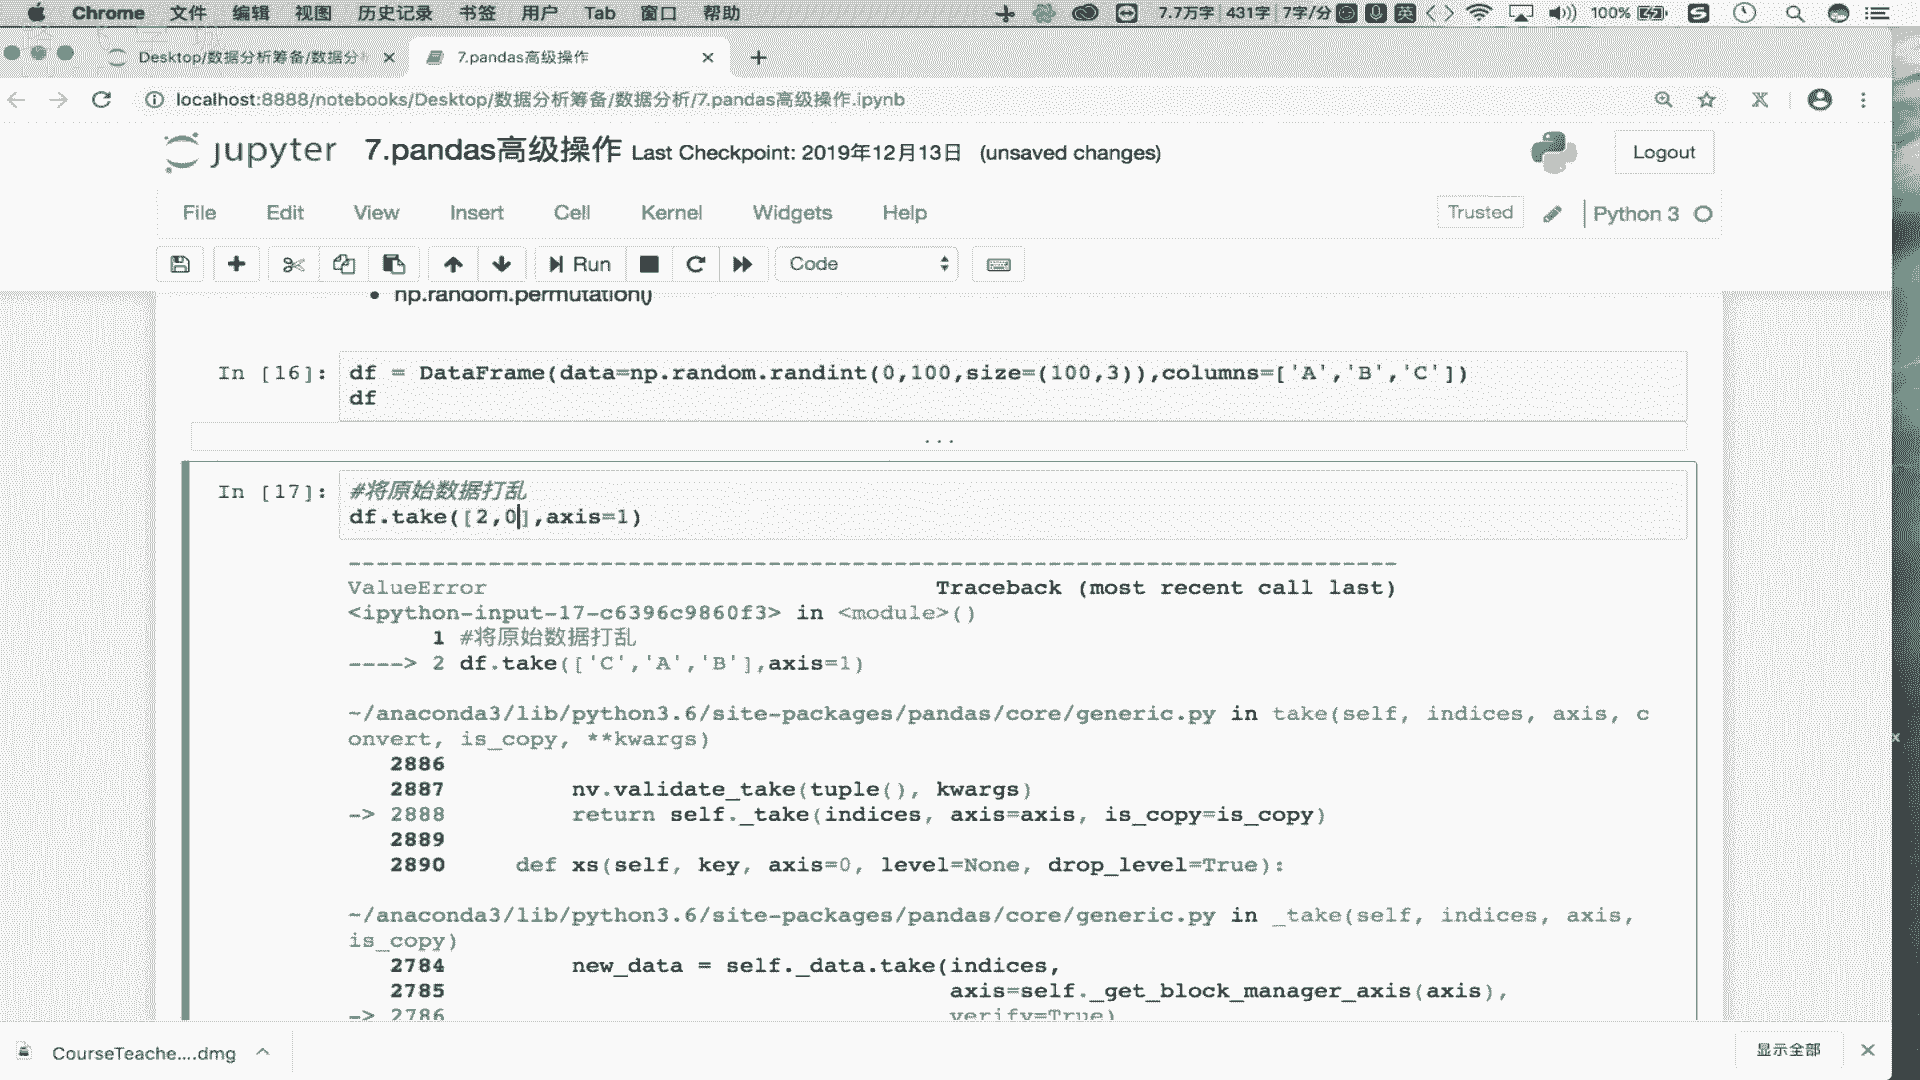 Chrome 文件 编辑 视图 历史记录 书签 用户 Tab 窗口 帮助 7.7万字 431字 7字/分 英 100%
Desktop/数据分析筹备/数据分 7.pandas高级操作
localhost:8888/notebooks/Desktop/数据分析筹备/数据分析/7.pandas高级操作.ipynb
jupyter 7.pandas高级操作 Last Checkpoint: 2019年12月13日 (unsaved changes) Logout
File Edit View Insert Cell Kernel Widgets Help Trusted Python 3
Run Code
np.random.permutation()
In [16]: df = DataFrame(data=np.random.randint(0,100,size=(100,3)),columns=['A','B','C'])
df
...
In [17]: #将原始数据打乱
df.take([2,0],axis=1)
---------------------------------------------------------------------------
ValueError Traceback (most recent call last)
<ipython-input-17-c6396c9860f3> in <module>()
1 #将原始数据打乱
----> 2 df.take(['C','A','B'],axis=1)
~/anaconda3/lib/python3.6/site-packages/pandas/core/generic.py in take(self, indices, axis, c
onvert, is_copy, **kwargs)
2886
2887 nv.validate_take(tuple(), kwargs)
-> 2888 return self._take(indices, axis=axis, is_copy=is_copy)
2889
2890 def xs(self, key, axis=0, level=None, drop_level=True):
~/anaconda3/lib/python3.6/site-packages/pandas/core/generic.py in _take(self, indices, axis,
is_copy)
2784 new_data = self._data.take(indices,
2785 axis=self._get_block_manager_axis(axis),
-> 2786 verify=True)
CourseTeache....dmg 显示全部